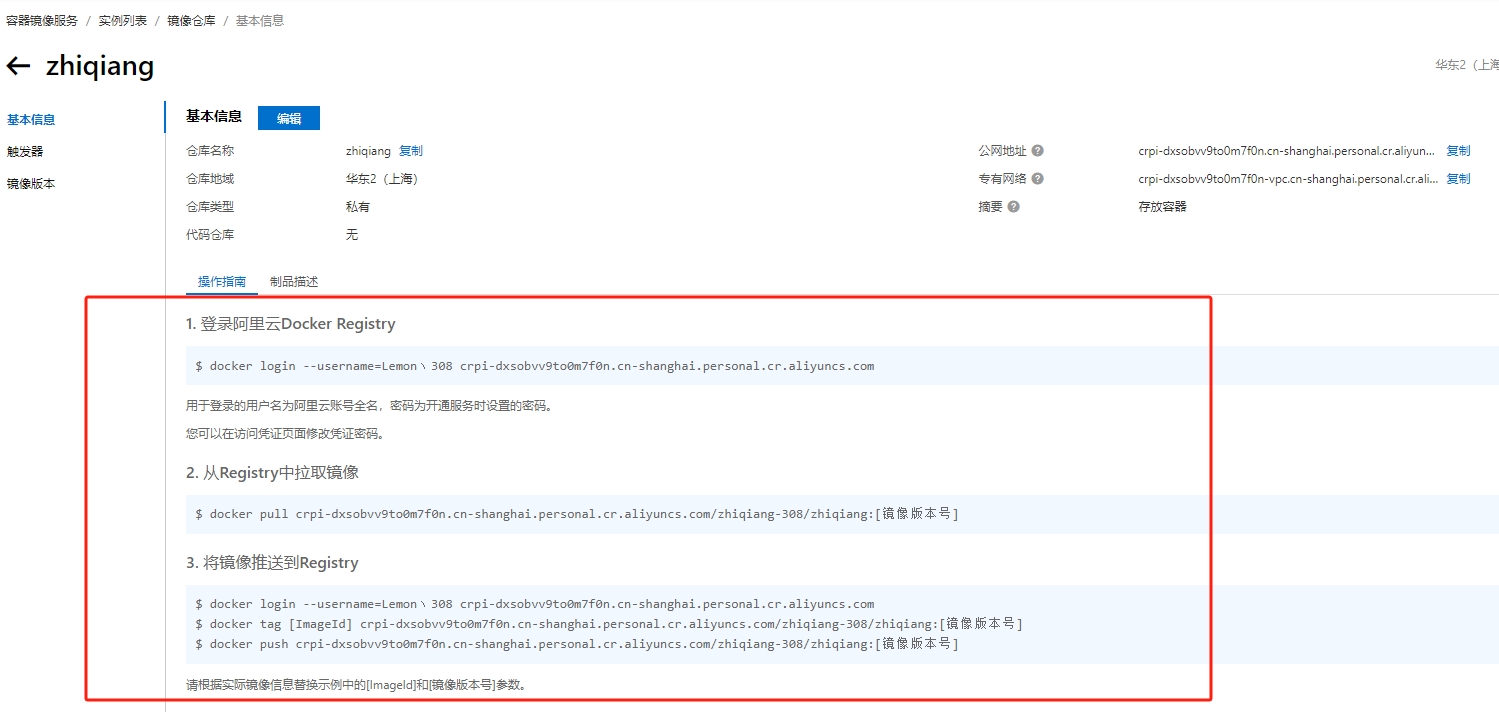 容器镜像服务 / 实例列表 / 镜像仓库 / 基本信息
← zhiqiang
华东2（上海
基本信息
触发器
镜像版本
基本信息 编辑
仓库名称 zhiqiang 复制
公网地址 crpi-dxsobvv9to0m7f0n.cn-shanghai.personal.cr.aliyun... 复制
仓库地域 华东2（上海）
专有网络 crpi-dxsobvv9to0m7f0n-vpc.cn-shanghai.personal.cr.ali... 复制
仓库类型 私有
摘要 存放容器
代码仓库 无
操作指南 制品描述
1. 登录阿里云Docker Registry
$ docker login --username=Lemon丶308 crpi-dxsobvv9to0m7f0n.cn-shanghai.personal.cr.aliyuncs.com
用于登录的用户名为阿里云账号全名，密码为开通服务时设置的密码。
您可以在访问凭证页面修改凭证密码。
2. 从Registry中拉取镜像
$ docker pull crpi-dxsobvv9to0m7f0n.cn-shanghai.personal.cr.aliyuncs.com/zhiqiang-308/zhiqiang:[镜像版本号]
3. 将镜像推送到Registry
$ docker login --username=Lemon丶308 crpi-dxsobvv9to0m7f0n.cn-shanghai.personal.cr.aliyuncs.com
$ docker tag [ImageId] crpi-dxsobvv9to0m7f0n.cn-shanghai.personal.cr.aliyuncs.com/zhiqiang-308/zhiqiang:[镜像版本号]
$ docker push crpi-dxsobvv9to0m7f0n.cn-shanghai.personal.cr.aliyuncs.com/zhiqiang-308/zhiqiang:[镜像版本号]
请根据实际镜像信息替换示例中的[ImageId]和[镜像版本号]参数。